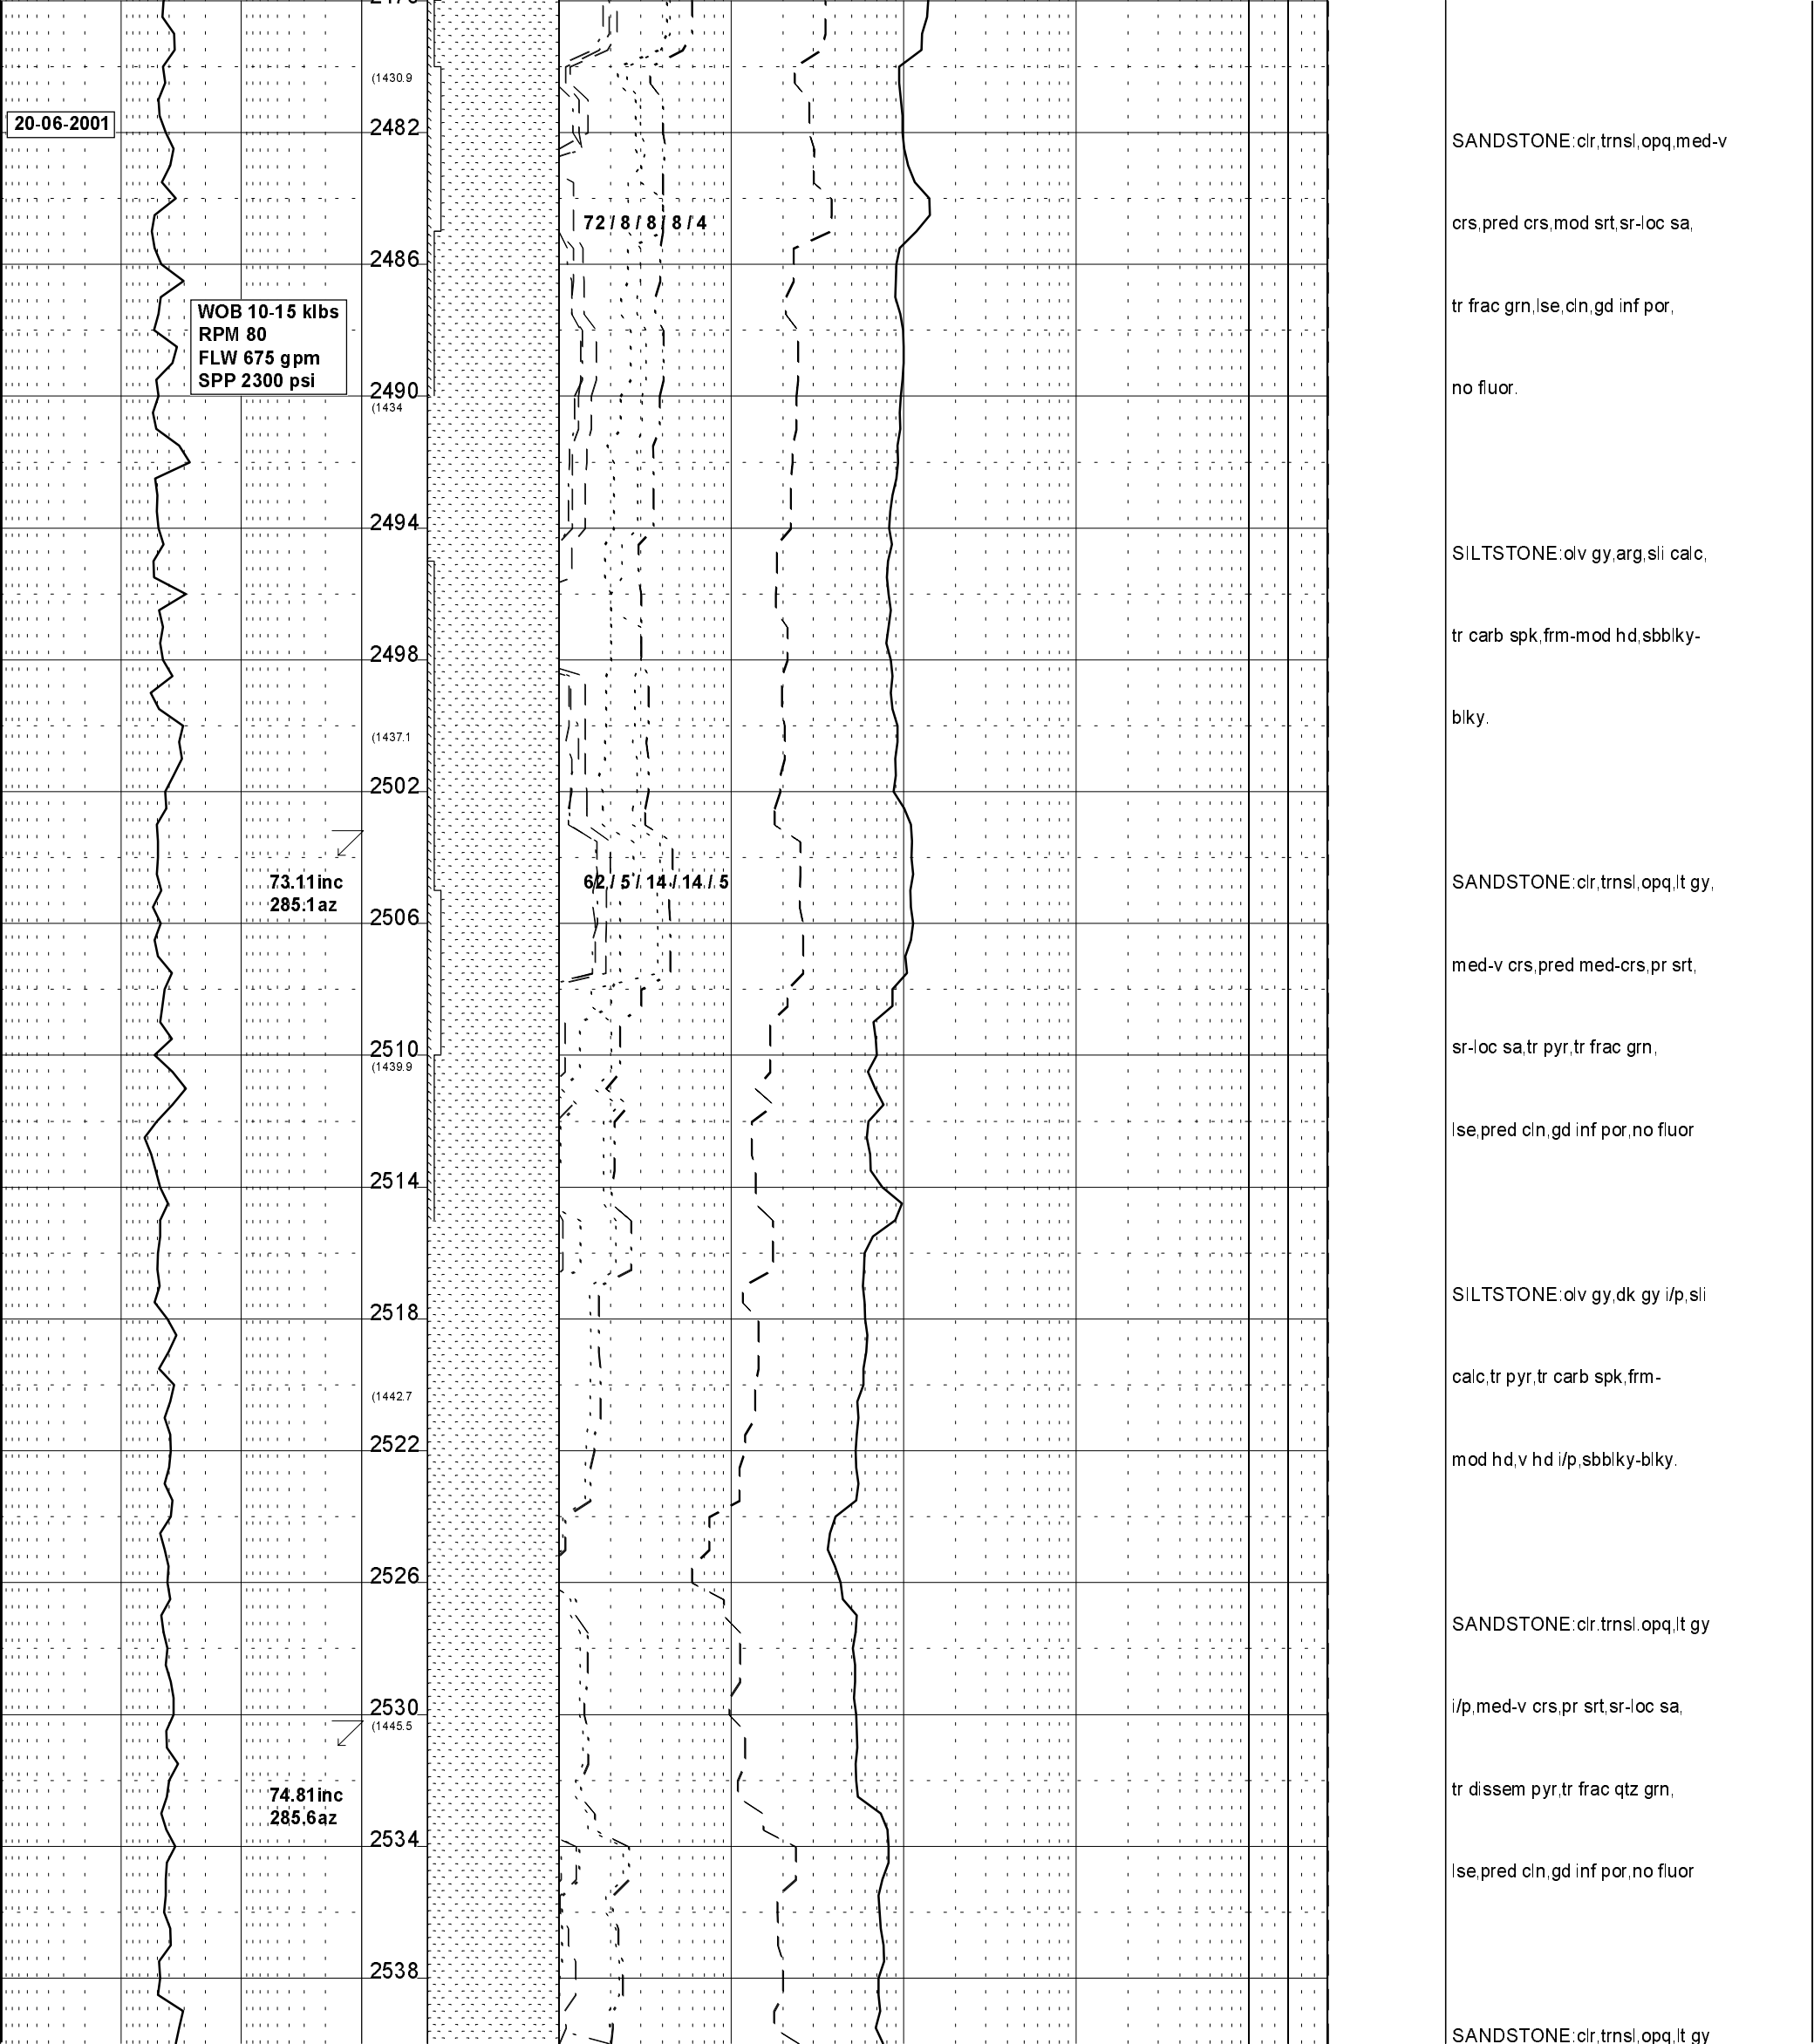 (1430.9
20-06-2001
2482
SANDSTONE:clr,trnsl,opq,med-v
72 / 8 / 8 / 8 / 4
crs,pred crs,mod srt,sr-loc sa,
2486
WOB 10-15 klbs
RPM 80
FLW 675 gpm
SPP 2300 psi
tr frac grn,lse,cln,gd inf por,
2490
(1434
no fluor.
2494
SILTSTONE:olv gy,arg,sli calc,
tr carb spk,frm-mod hd,sbblky-
2498
blky.
(1437.1
2502
73.11inc
285.1az
62 / 5 / 14 / 14 / 5
SANDSTONE:clr,trnsl,opq,lt gy,
2506
med-v crs,pred med-crs,pr srt,
sr-loc sa,tr pyr,tr frac grn,
2510
(1439.9
lse,pred cln,gd inf por,no fluor
2514
SILTSTONE:olv gy,dk gy i/p,sli
2518
calc,tr pyr,tr carb spk,frm-
(1442.7
2522
mod hd,v hd i/p,sbblky-blky.
2526
SANDSTONE:clr.trnsl.opq,lt gy
i/p,med-v crs,pr srt,sr-loc sa,
2530
(1445.5
74.81inc
285.6az
tr dissem pyr,tr frac qtz grn,
2534
lse,pred cln,gd inf por,no fluor
2538
SANDSTONE:clr,trnsl,opq,lt gy